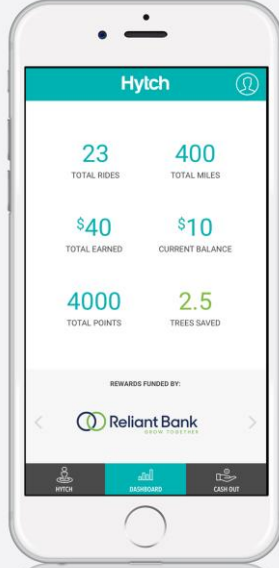 Hytch
23 400
TOTAL RIDES TOTAL MILES
$40 $10
TOTAL EARNED CURRENT BALANCE
4000 2.5
TOTAL POINTS TREES SAVED
REWARDS FUNDED BY:
Reliant Bank
GROW TOGETHER
HYTCH DASHBOARD CASH OUT